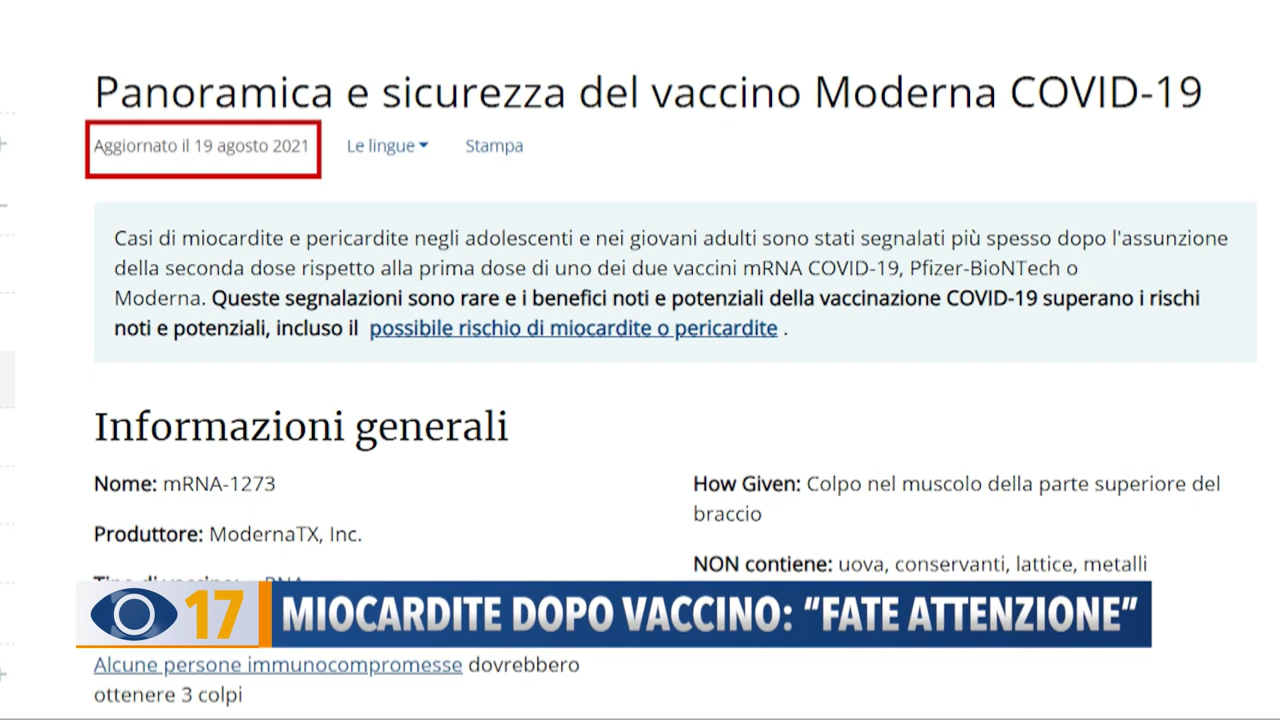 Panoramica e sicurezza del vaccino Moderna COVID-19
Aggiornato il 19 agosto 2021 Le lingue Stampa
Casi di miocardite e pericardite negli adolescenti e nei giovani adulti sono stati segnalati più spesso dopo l'assunzione
della seconda dose rispetto alla prima dose di uno dei due vaccini mRNA COVID-19, Pfizer-BioNTech o
Moderna. Queste segnalazioni sono rare e i benefici noti e potenziali della vaccinazione COVID-19 superano i rischi
noti e potenziali, incluso il possibile rischio di miocardite o pericardite .
Informazioni generali
Nome: mRNA-1273
Produttore: ModernaTX, Inc.
How Given: Colpo nel muscolo della parte superiore del
braccio
NON contiene: uova, conservanti, lattice, metalli
17 MIOCARDITE DOPO VACCINO: “FATE ATTENZIONE”
Alcune persone immunocompromesse dovrebbero
ottenere 3 colpi